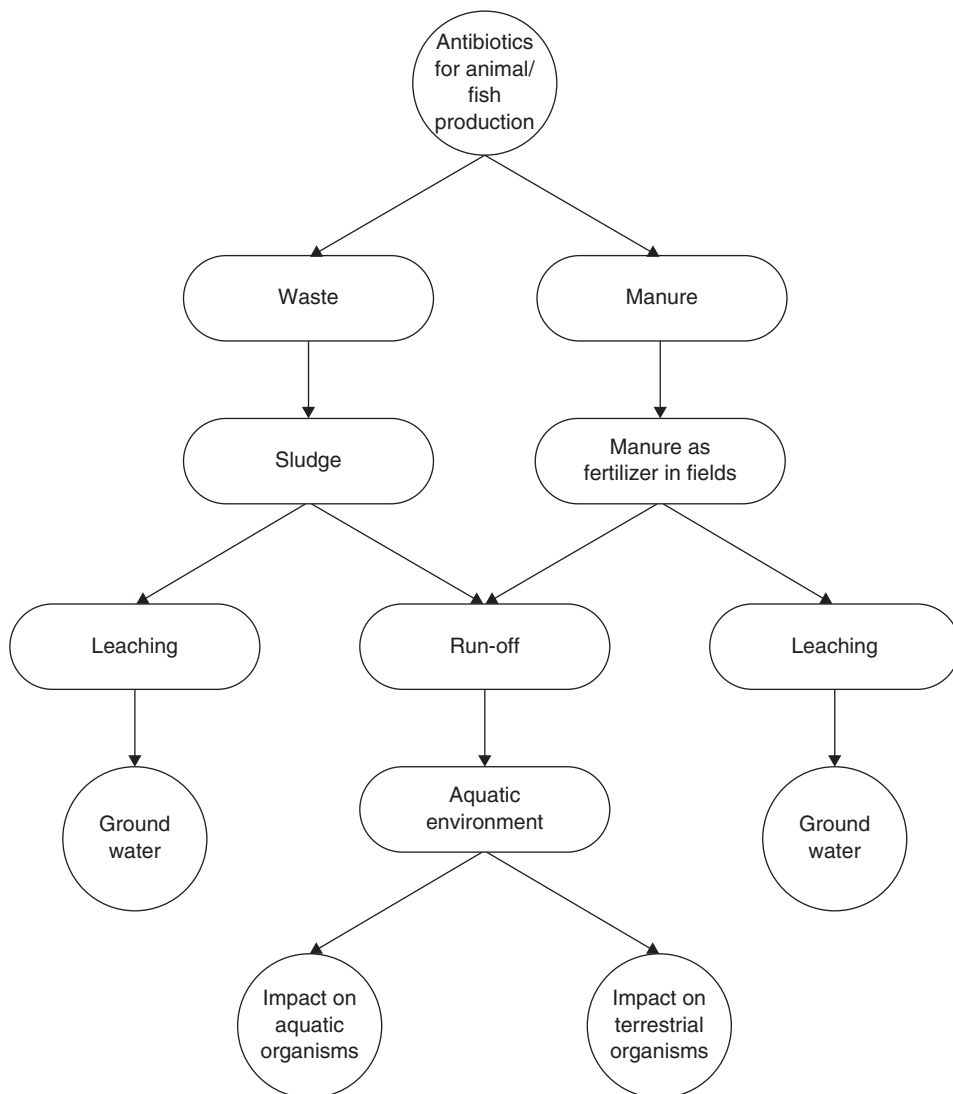 Antibiotics
for animal/
fish
production
Waste
Manure
Sludge
Manure as
fertilizer in fields
Leaching
Run-off
Leaching
Ground
water
Aquatic
environment
Ground
water
Impact on
aquatic
organisms
Impact on
terrestrial
organisms